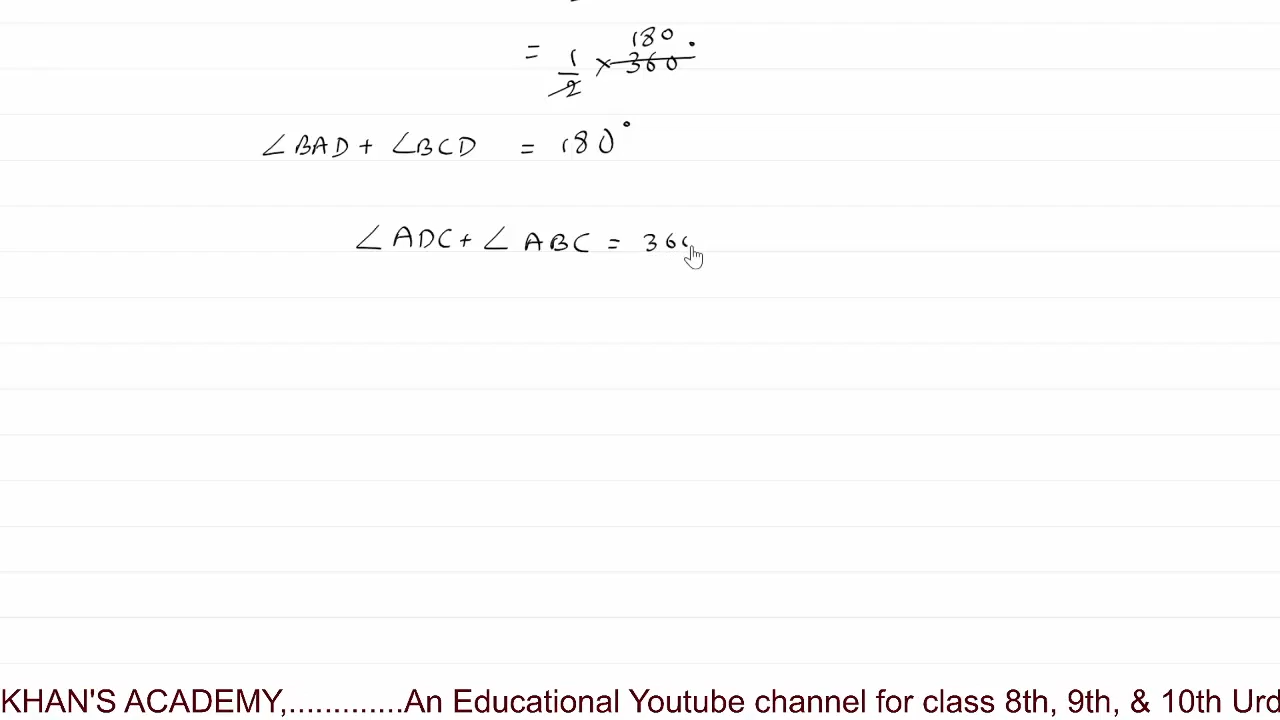 = 1/2 × 360 180°
∠BAD + ∠BCD = 180°
∠ADC + ∠ABC = 36
KHAN'S ACADEMY,.............An Educational Youtube channel for class 8th, 9th, & 10th Urd